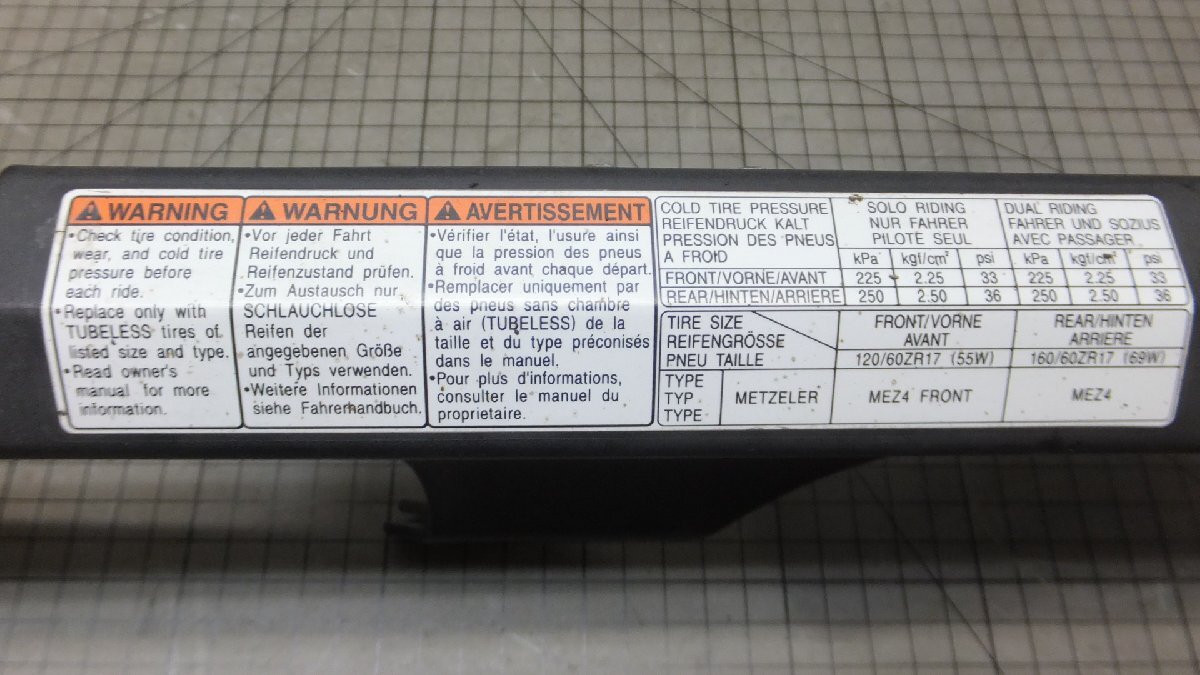 WARNING
•Check tire condition,
wear, and cold tire
pressure before
each ride.
•Replace only with
TUBELESS tires of
listed size and type.
•Read owner's
manual for more
information.
WARNUNG
•Vor jeder Fahrt
Reifendruck und
Reifenzustand prüfen.
•Zum Austausch nur
SCHLAUCHLOSE
Reifen der
angegebenen Größe
und Typs verwenden.
•Weitere Informationen
siehe Fahrerhandbuch.
AVERTISSEMENT
•Vérifier l'état, l'usure ainsi
que la pression des pneus
à froid avant chaque départ.
•Remplacer uniquement par
des pneus sans chambre
à air (TUBELESS) de la
taille et du type préconisés
dans le manuel.
•Pour plus d'informations,
consulter le manuel du
proprietaire.
COLD TIRE PRESSURE
REIFENDRUCK KALT
PRESSION DES PNEUS
A FROID
SOLO RIDING
NUR FAHRER
PILOTE SEUL
DUAL RIDING
FAHRER UND SOZIUS
AVEC PASSAGER
kPa kgf/cm² psi kPa kgf/cm² psi
FRONT/VORNE/AVANT 225 2.25 33 225 2.25 33
REAR/HINTEN/ARRIERE 250 2.50 36 250 2.50 36
TIRE SIZE
REIFENGRÖSSE
PNEU TAILLE
FRONT/VORNE
AVANT
REAR/HINTEN
ARRIERE
120/60ZR17 (55W) 160/60ZR17 (69W)
TYPE
TYP
TYPE
METZELER MEZ4 FRONT MEZ4